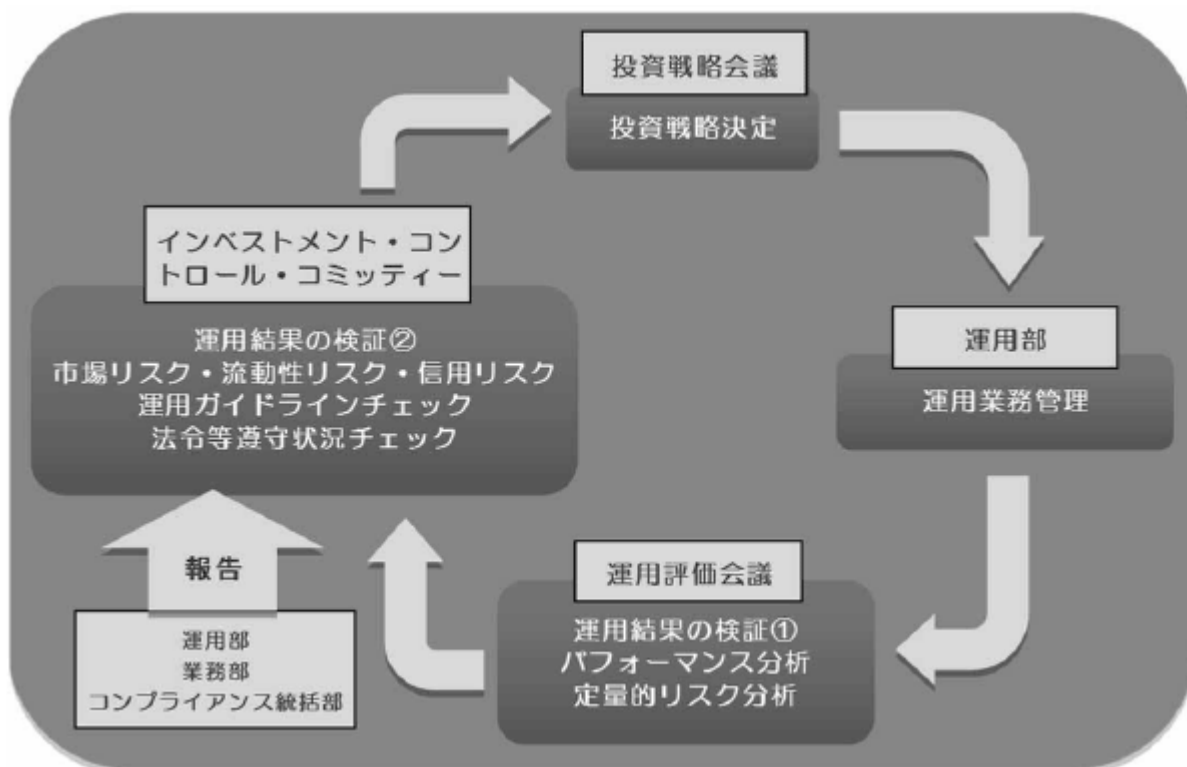 投資戦略会議
投資戦略決定
インベストメント・コン
トロール・コミッティー
運用結果の検証②
市場リスク・流動性リスク・信用リスク
運用ガイドラインチェック
法令等遵守状況チェック
運用部
運用業務管理
報告
運用部
業務部
コンプライアンス統括部
運用評価会議
運用結果の検証①
パフォーマンス分析
定量的リスク分析